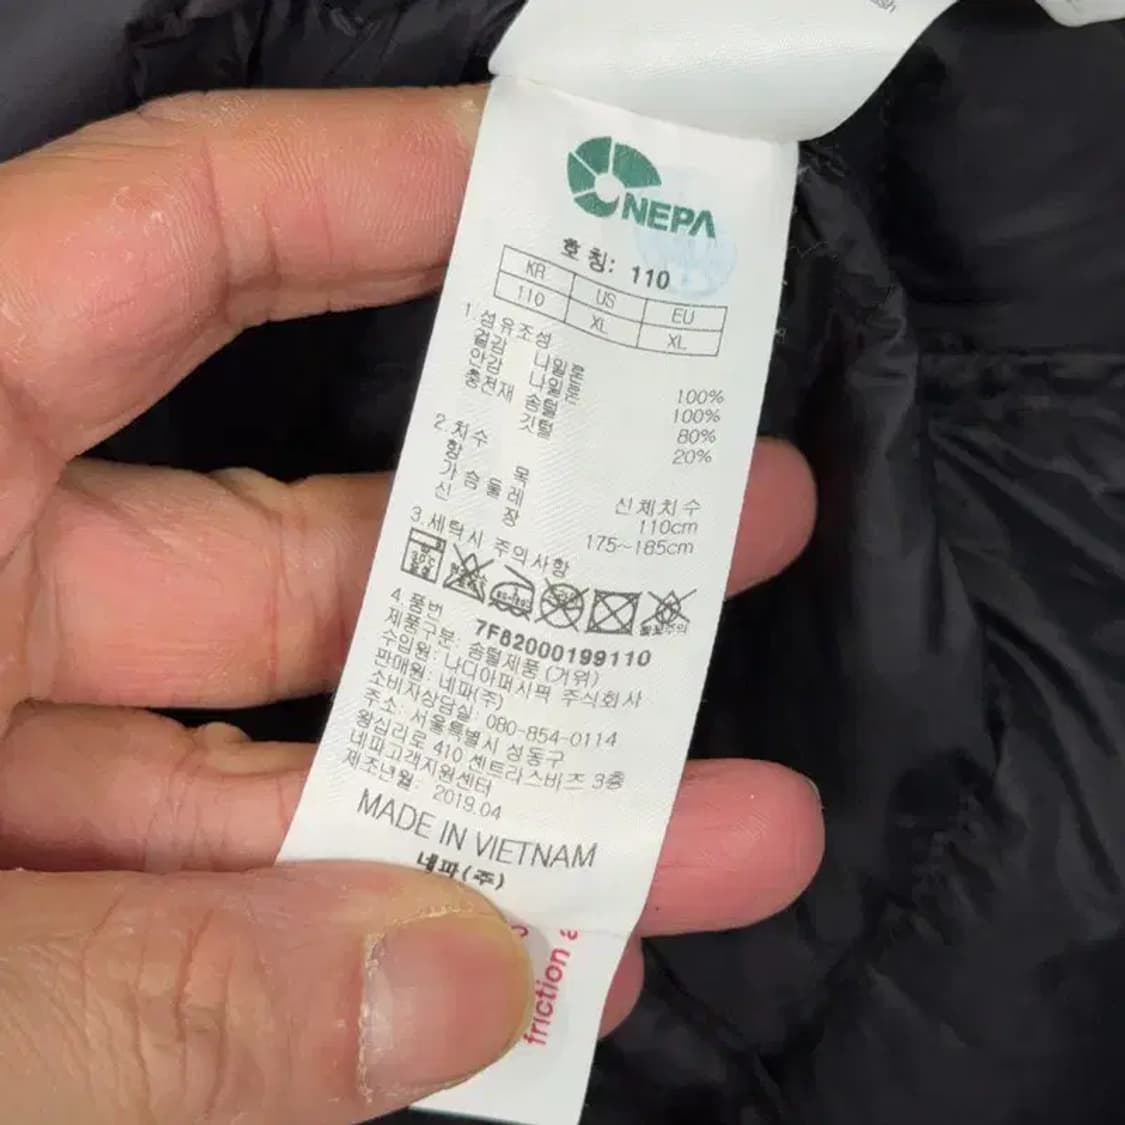 NEPA
호 칭: 110
KR US EU
110 XL XL
1.섬유조성
겉감 나일론 100%
안감 나일론 100%
충전재 솜털 80%
깃털 20%
2.치수
항 목 신체치수
가슴둘레 110cm
신 장 175~185cm
3.세탁시 주의사항
4.품번 7F82000199110
제품구분: 솜털제품(거위)
수입원: 나디아퍼시픽 주식회사
판매원: 네파(주)
소비자상담실: 080-854-0114
주소: 서울특별시 성동구
왕십리로 410 센트라스비즈 3층
네파고객지원센터
제조년월: 2019.04
MADE IN VIETNAM
네파(주)
friction